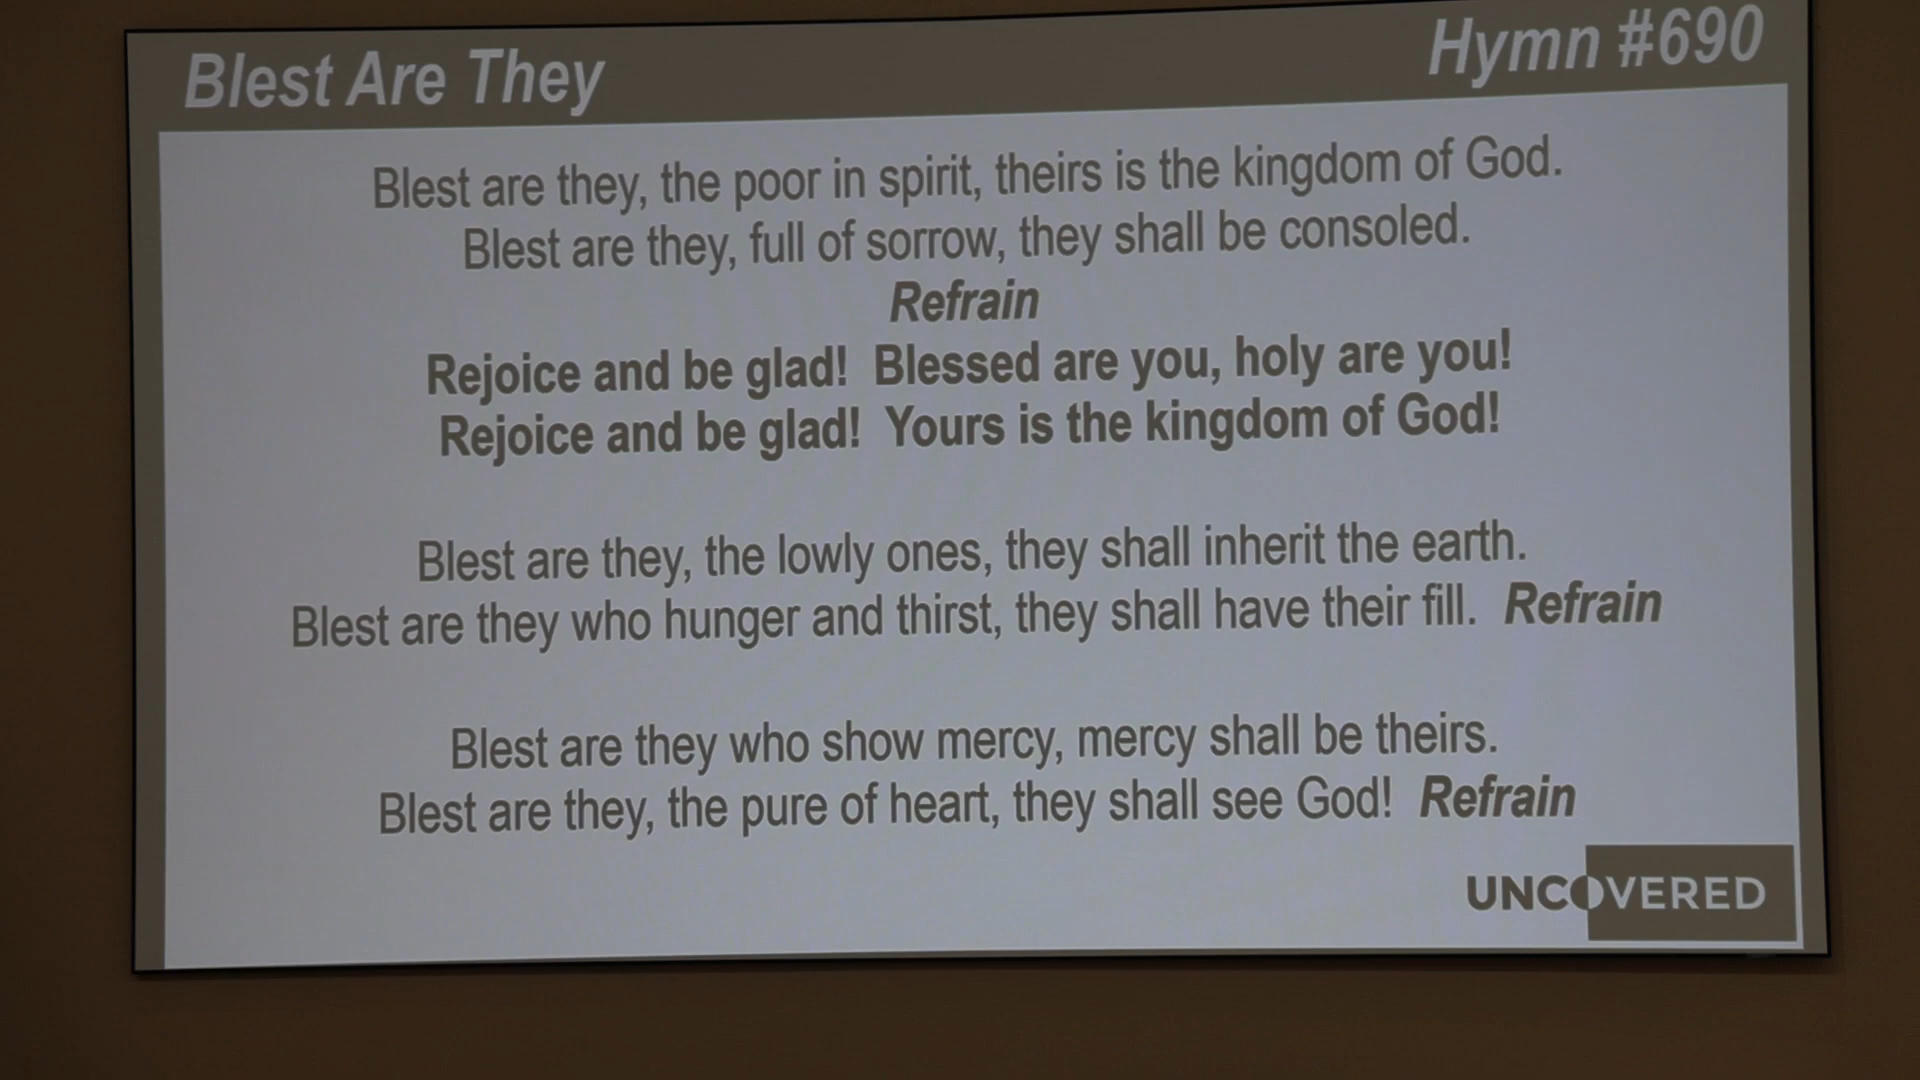 Blest Are They
Hymn #690
Blest are they, the poor in spirit, theirs is the kingdom of God.
Blest are they, full of sorrow, they shall be consoled.
Refrain
Rejoice and be glad!  Blessed are you, holy are you!
Rejoice and be glad!  Yours is the kingdom of God!
Blest are they, the lowly ones, they shall inherit the earth.
Blest are they who hunger and thirst, they shall have their fill.  Refrain
Blest are they who show mercy, mercy shall be theirs.
Blest are they, the pure of heart, they shall see God!  Refrain
UNCOVERED